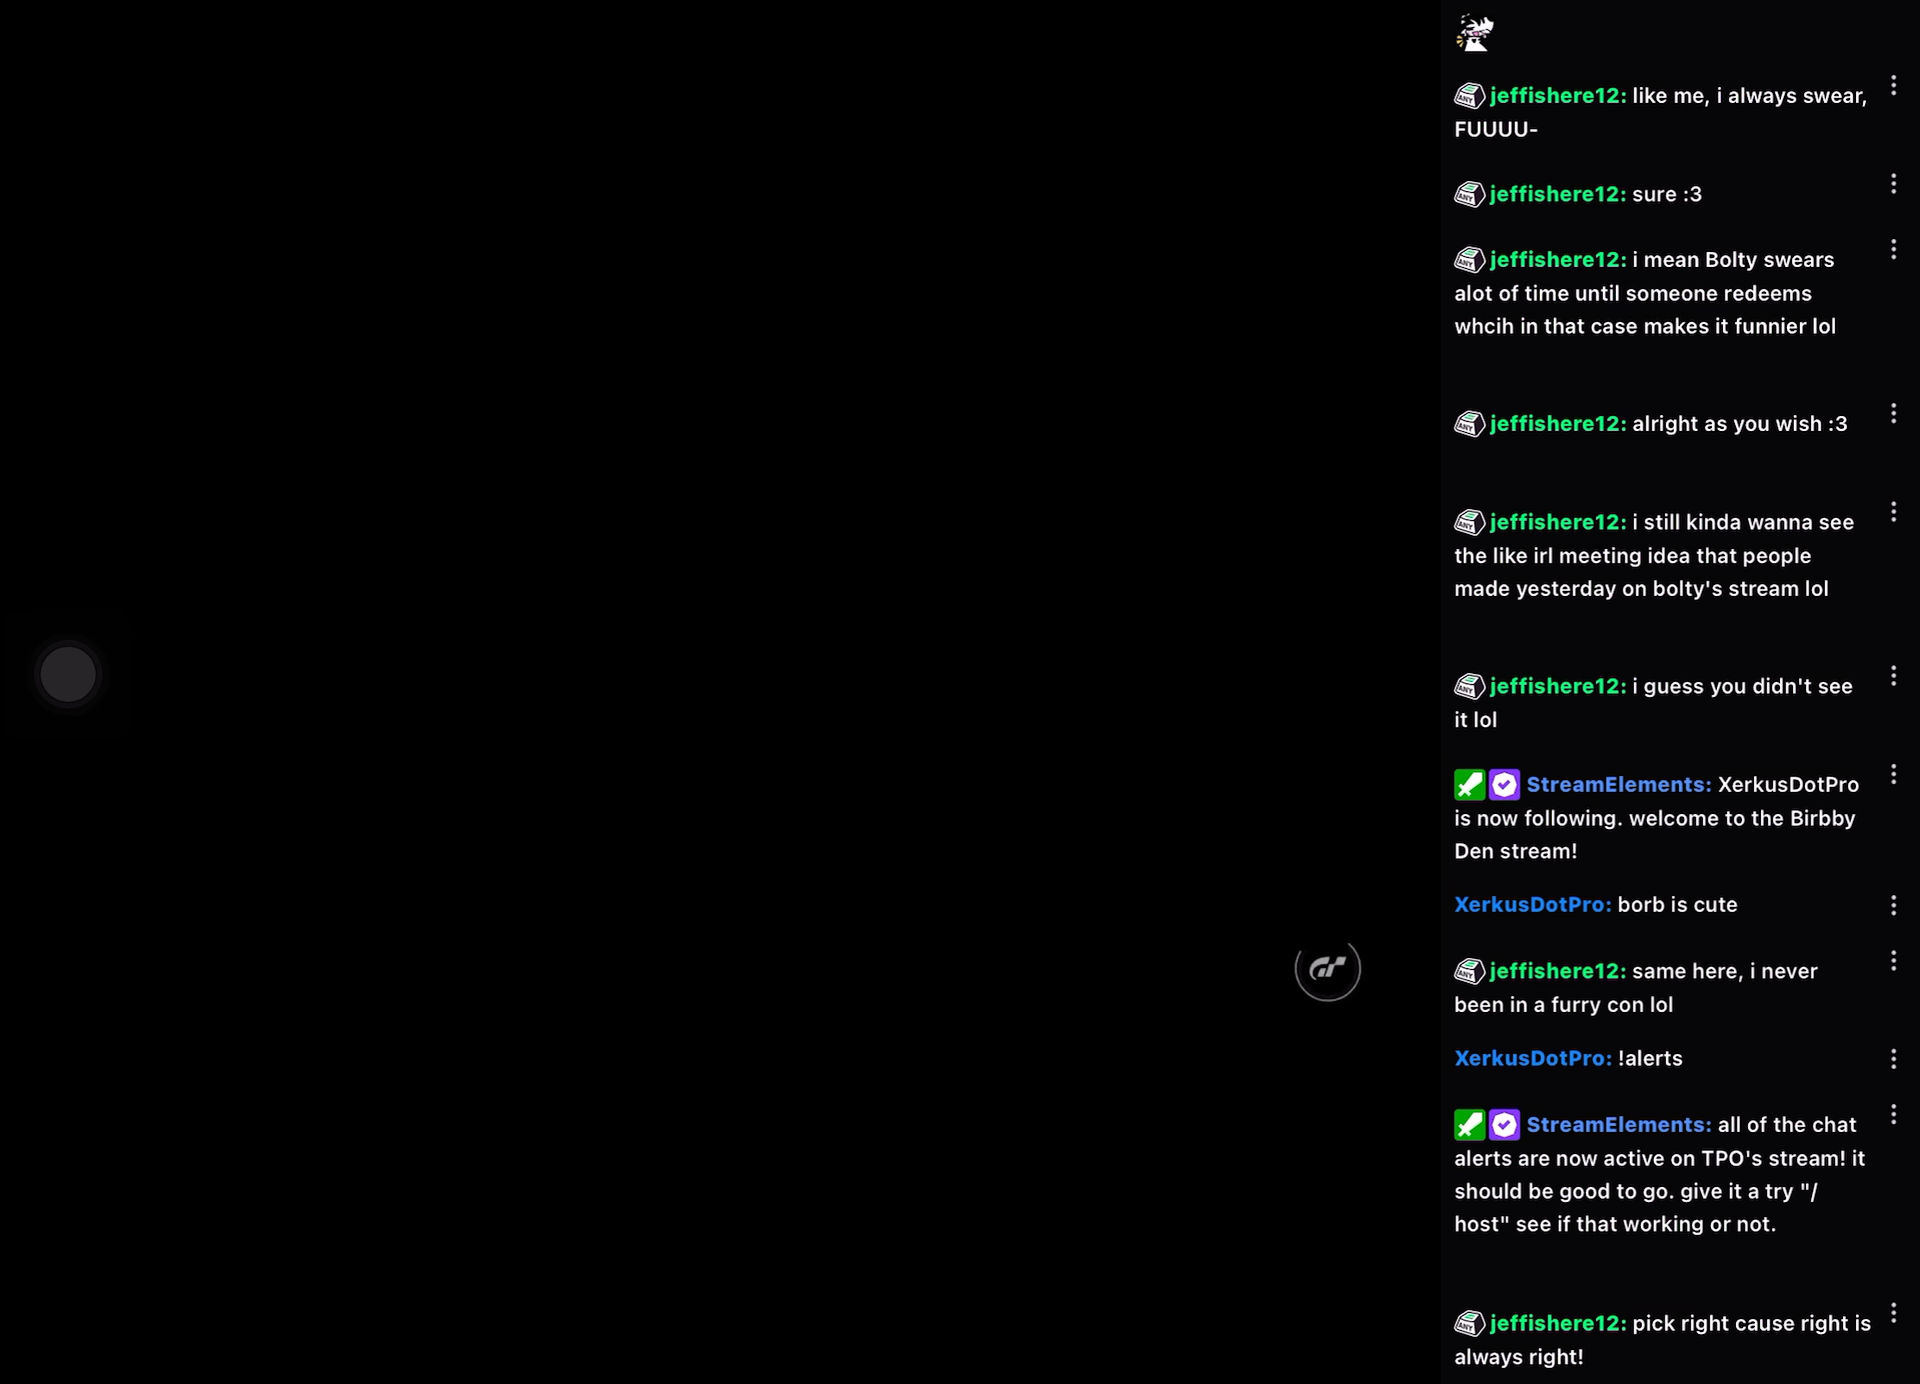 jeffishere12: like me, i always swear,
FUUUU-
jeffishere12: sure :3
jeffishere12: i mean Bolty swears
alot of time until someone redeems
whcih in that case makes it funnier lol
jeffishere12: alright as you wish :3
jeffishere12: i still kinda wanna see
the like irl meeting idea that people
made yesterday on bolty's stream lol
jeffishere12: i guess you didn't see
it lol
StreamElements: XerkusDotPro
is now following. welcome to the Birbby
Den stream!
XerkusDotPro: borb is cute
GT
jeffishere12: same here, i never
been in a furry con lol
XerkusDotPro: !alerts
StreamElements: all of the chat
alerts are now active on TPO's stream! it
should be good to go. give it a try "/
host" see if that working or not.
jeffishere12: pick right cause right is
always right!